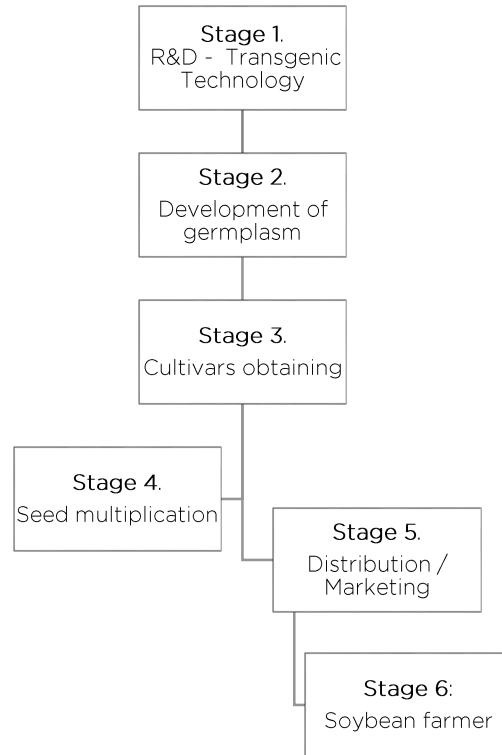 Stage 1.
R&D - Transgenic
Technology
Stage 2.
Development of
germplasm
Stage 3.
Cultivars obtaining
Stage 4.
Seed multiplication
Stage 5.
Distribution /
Marketing
Stage 6:
Soybean farmer